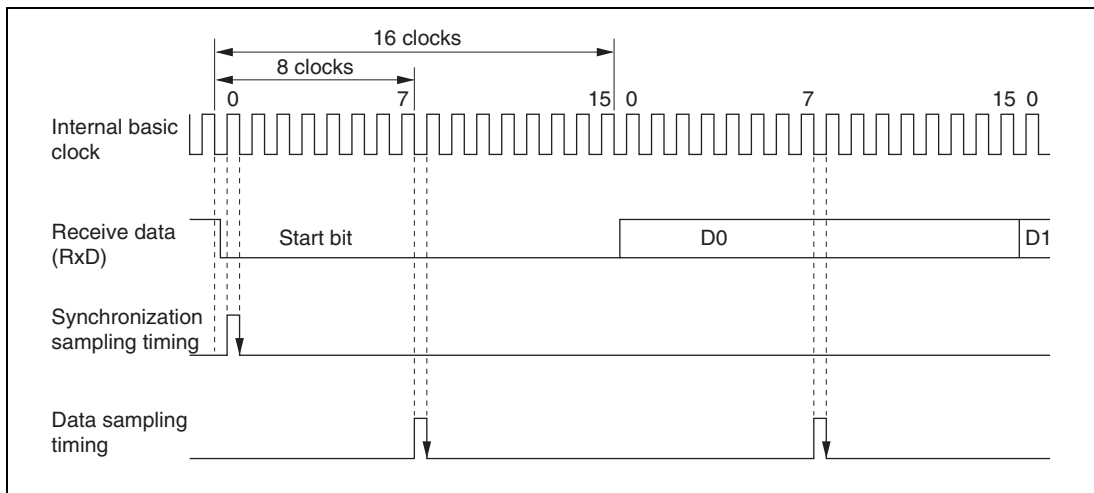 16 clocks
8 clocks
0 7 15 0 7 15 0
Internal basic
clock
Receive data
(RxD)
Start bit D0 D1
Synchronization
sampling timing
Data sampling
timing